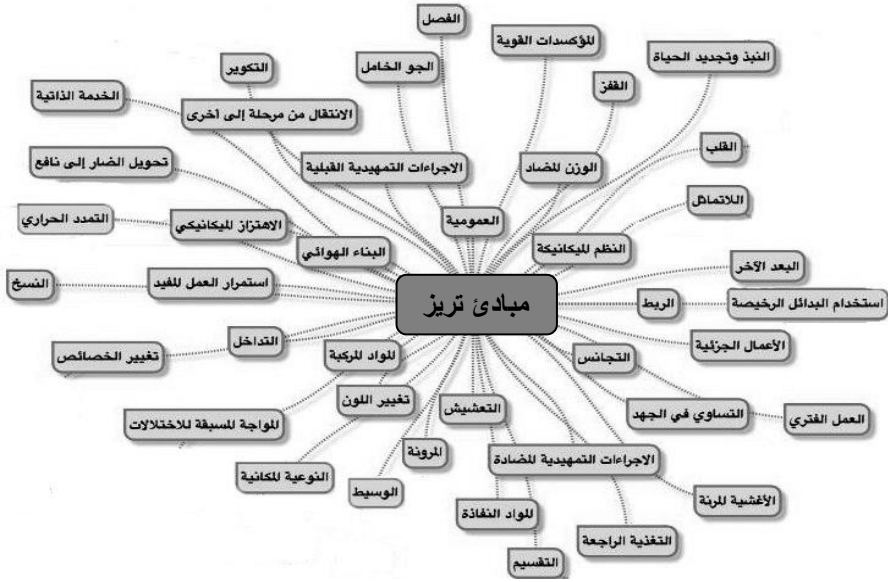 الفصل
المؤكسدات القوية
النبذ وتجديد الحياة
الجو الخامل
التكوير
القفز
الخدمة الذاتية
الانتقال من مرحلة إلى أخرى
القلب
تحويل الضار إلى نافع
الاجراءات التمهيدية القبلية
الوزن المضاد
اللاتماثل
التمدد الحراري
الاهتزاز الميكانيكي
العمومية
البناء الهوائي
النظم الميكانيكة
البعد الآخر
النسخ
استمرار العمل المفيد
مبادئ تريز
الربط
استخدام البدائل الرخيصة
التداخل
تغيير الخصائص
المواد المركبة
التجانس
الأعمال الجزئية
تغيير اللون
التعشيش
التساوي في الجهد
العمل الفتري
المواجة المسبقة للاختلالات
المرونة
الاجراءات التمهيدية المضادة
النوعية المكانية
الوسيط
الأغشية المرنة
المواد النفاذة
التغذية الراجعة
التقسيم